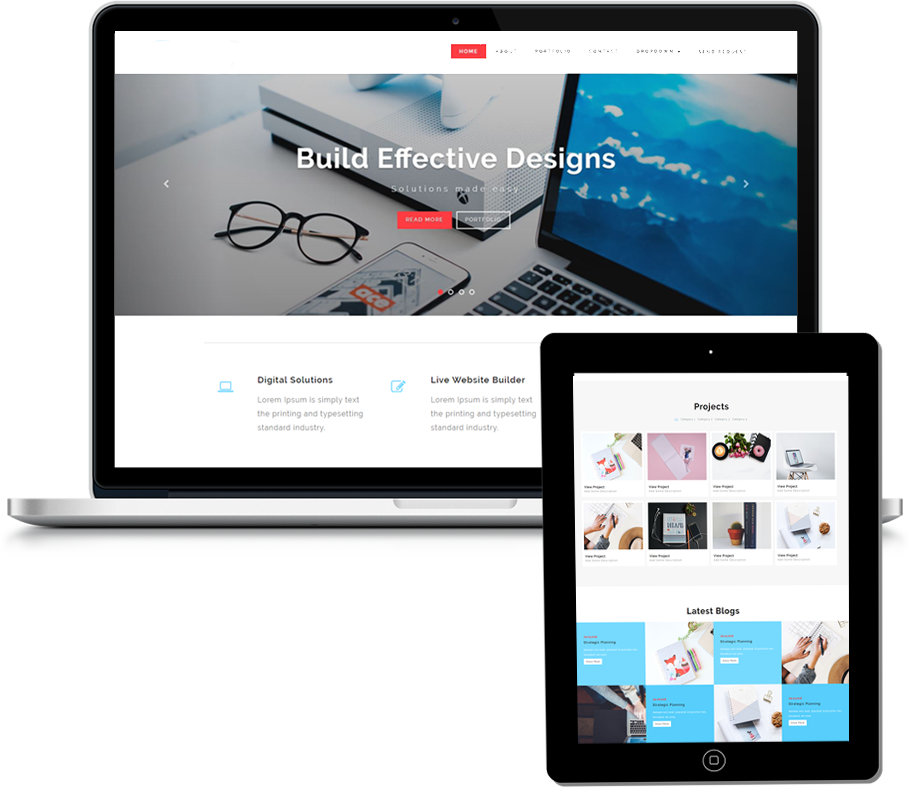 HOME ABOUT PORTFOLIO CONTACT DROPDOWN
Build Effective Designs
Solutions made easy
READ MORE PORTFOLIO
ace
Digital Solutions
Lorem Ipsum is simply text
the printing and typesetting
standard industry.
Live Website Builder
Lorem Ipsum is simply text
the printing and typesetting
standard industry.
Projects
View Project
View Project
View Project
View Project
View Project
View Project
View Project
View Project
Latest Blogs
Strategic Planning
Strategic Planning
Strategic Planning
Strategic Planning